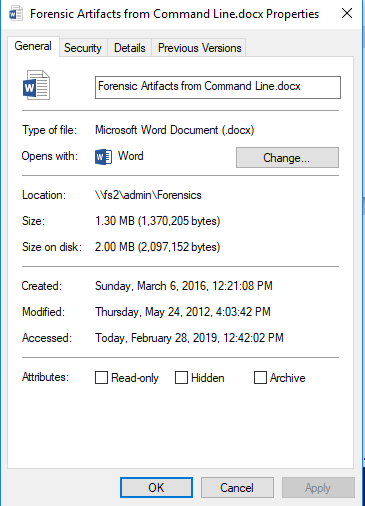 Forensic Artifacts from Command Line.docx Properties
General Security Details Previous Versions
Forensic Artifacts from Command Line.docx
Type of file: Microsoft Word Document (.docx)
Opens with: Word Change...
Location: \\fs2\admin\Forensics
Size: 1.30 MB (1,370,205 bytes)
Size on disk: 2.00 MB (2,097,152 bytes)
Created: Sunday, March 6, 2016, 12:21:08 PM
Modified: Thursday, May 24, 2012, 4:03:42 PM
Accessed: Today, February 28, 2019, 12:42:02 PM
Attributes: Read-only Hidden Archive
OK Cancel Apply